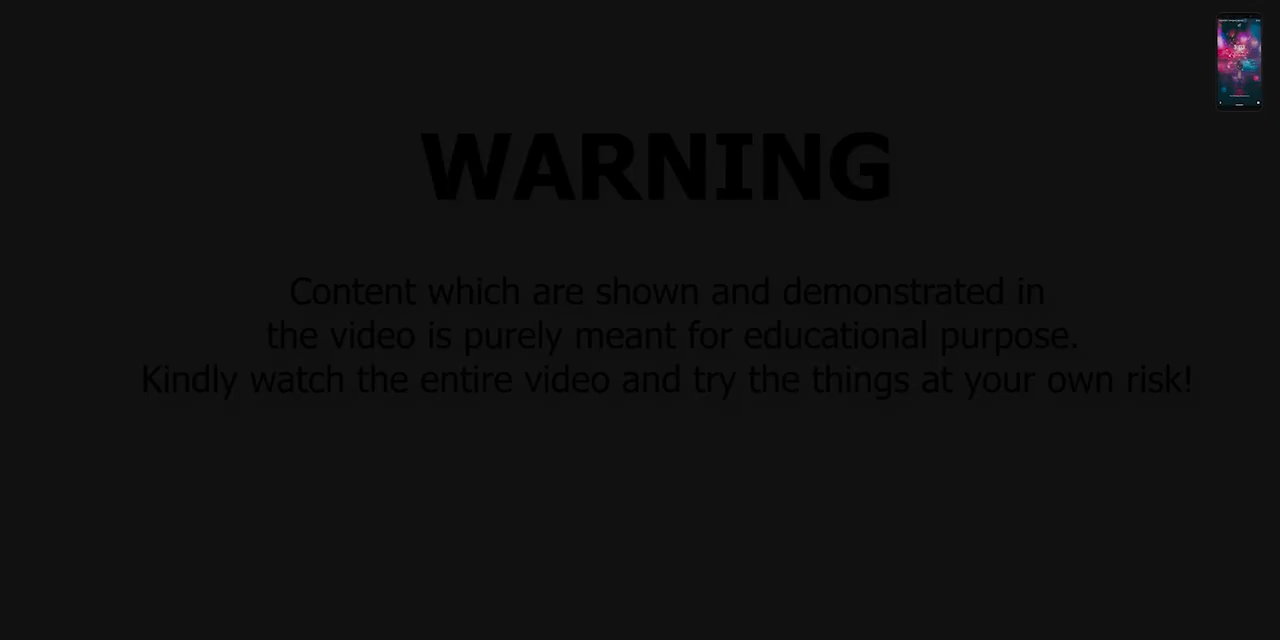 WARNING
Content which are shown and demonstrated in
the video is purely meant for educational purpose.
Kindly watch the entire video and try the things at your own risk!